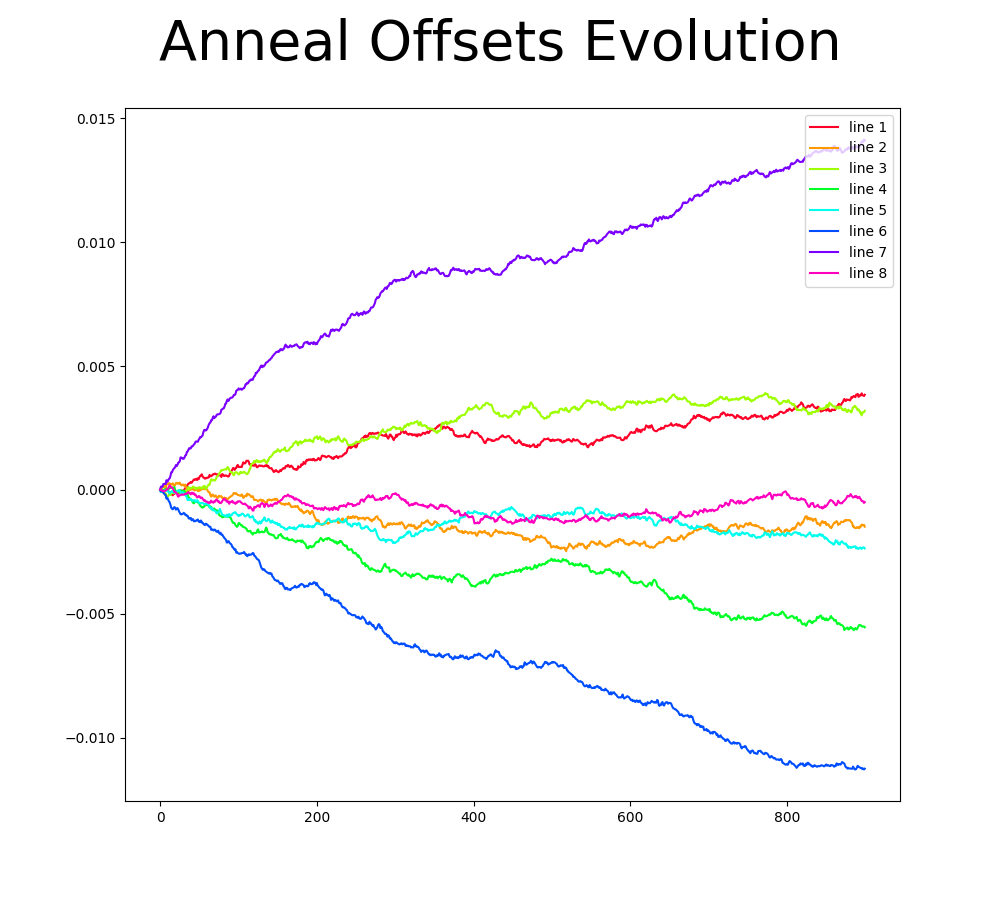 Anneal Offsets Evolution
0.015
0.010
0.005
0.000
−0.005
−0.010
0 200 400 600 800
line 1
line 2
line 3
line 4
line 5
line 6
line 7
line 8